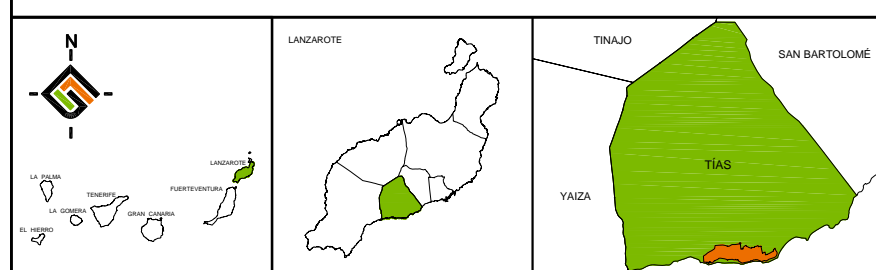 N
LANZAROTE
LA PALMA
FUERTEVENTURA
TENERIFE
LA GOMERA
GRAN CANARIA
EL HIERRO
LANZAROTE
TINAJO
SAN BARTOLOMÉ
TÍAS
YAIZA